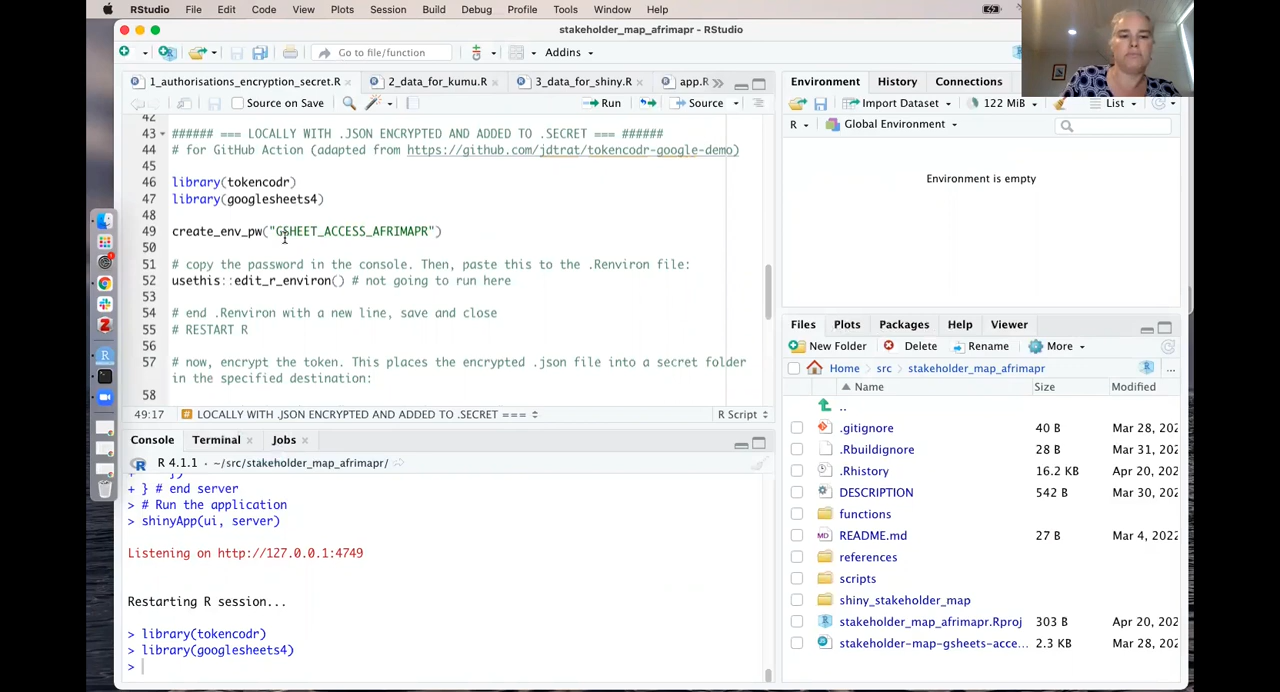 RStudio File Edit Code View Plots Session Build Debug Profile Tools Window Help
stakeholder_map_afrimapr - RStudio
Go to file/function Addins
1_authorisations_encryption_secret.R 2_data_for_kumu.R 3_data_for_shiny.R app.R
Source on Save Run Source
42
43 ###### === LOCALLY WITH .JSON ENCRYPTED AND ADDED TO .SECRET === ######
44 # for GitHub Action (adapted from https://github.com/jdtrat/tokencodr-google-demo)
45
46 library(tokencodr)
47 library(googlesheets4)
48
49 create_env_pw("GSHEET_ACCESS_AFRIMAPR")
50
51 # copy the password in the console. Then, paste this to the .Renviron file:
52 usethis::edit_r_environ() # not going to run here
53
54 # end .Renviron with a new line, save and close
55 # RESTART R
56
57 # now, encrypt the token. This places the encrypted .json file into a secret folder
in the specified destination:
58
49:17 # LOCALLY WITH .JSON ENCRYPTED AND ADDED TO .SECRET === R Script
Console Terminal Jobs
R 4.1.1 · ~/src/stakeholder_map_afrimapr/
+ } # end server
> # Run the application
> shinyApp(ui, server)
Listening on http://127.0.0.1:4749
Restarting R session...
> library(tokencodr)
> library(googlesheets4)
>
Environment History Connections
Import Dataset 122 MiB List
R Global Environment
Environment is empty
Files Plots Packages Help Viewer
New Folder Delete Rename More
Home src stakeholder_map_afrimapr ...
Name Size Modified
..
.gitignore 40 B Mar 28, 202
.Rbuildignore 28 B Mar 31, 202
.Rhistory 16.2 KB Apr 20, 202
DESCRIPTION 542 B Mar 30, 202
functions
README.md 27 B Mar 4, 2022
references
scripts
shiny_stakeholder_map
stakeholder_map_afrimapr.Rproj 303 B Apr 20, 202
stakeholder-map-gsheets-acce... 2.3 KB Mar 28, 202